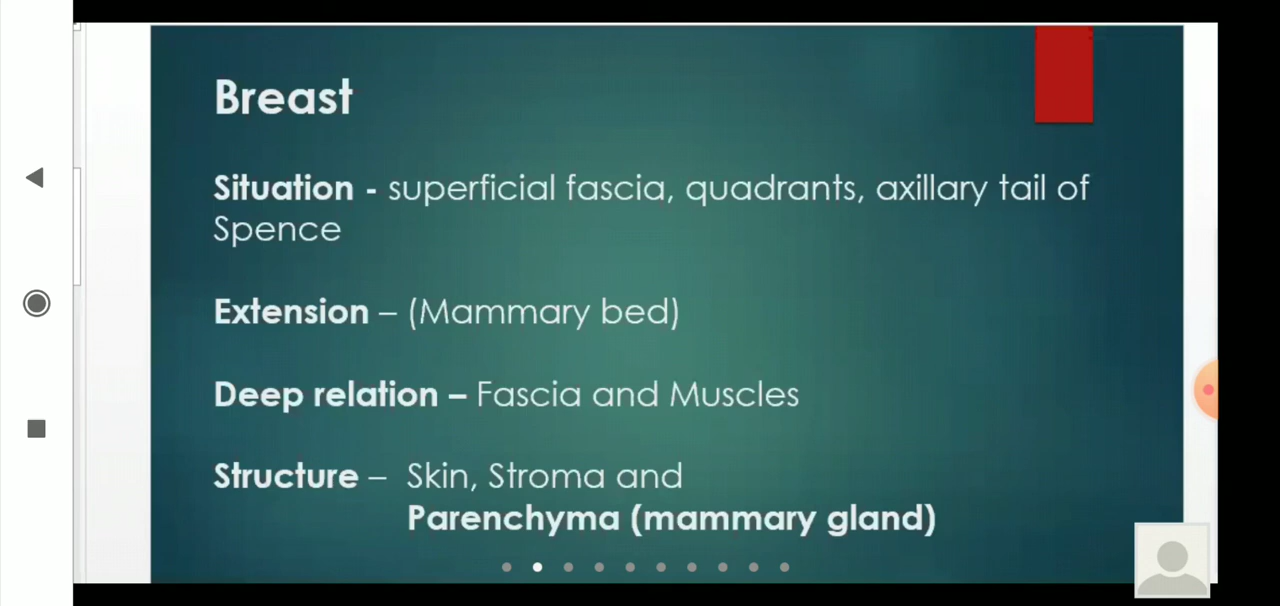 Breast
Situation - superficial fascia, quadrants, axillary tail of
Spence
Extension – (Mammary bed)
Deep relation – Fascia and Muscles
Structure – Skin, Stroma and
Parenchyma (mammary gland)